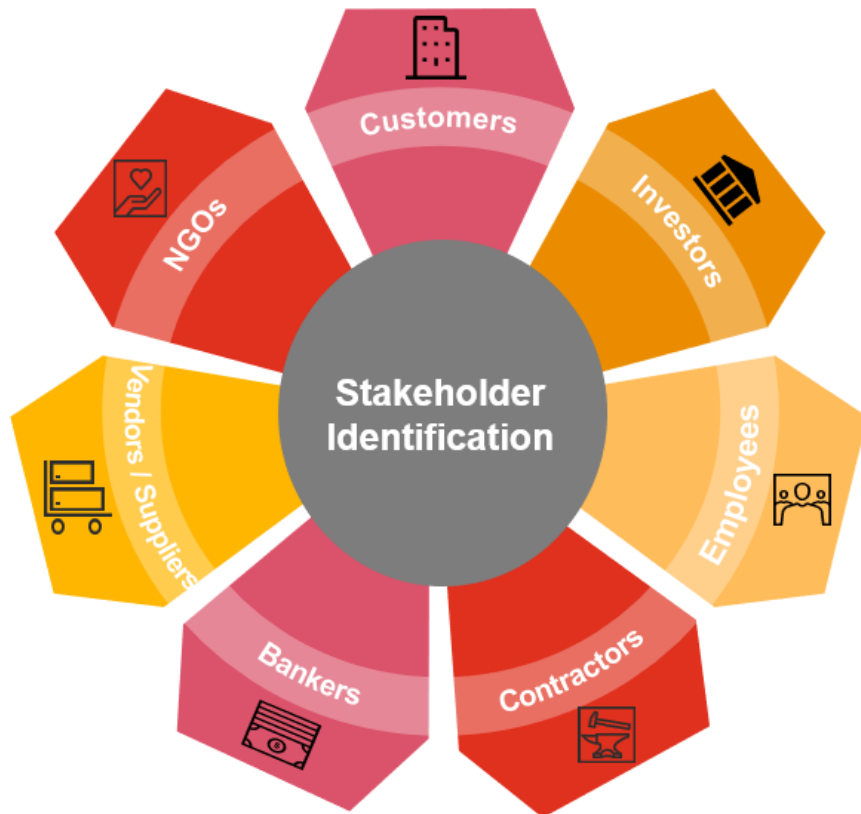 Customers
Investors
Employees
Contractors
Bankers
Vendors / Suppliers
NGOs
Stakeholder
Identification